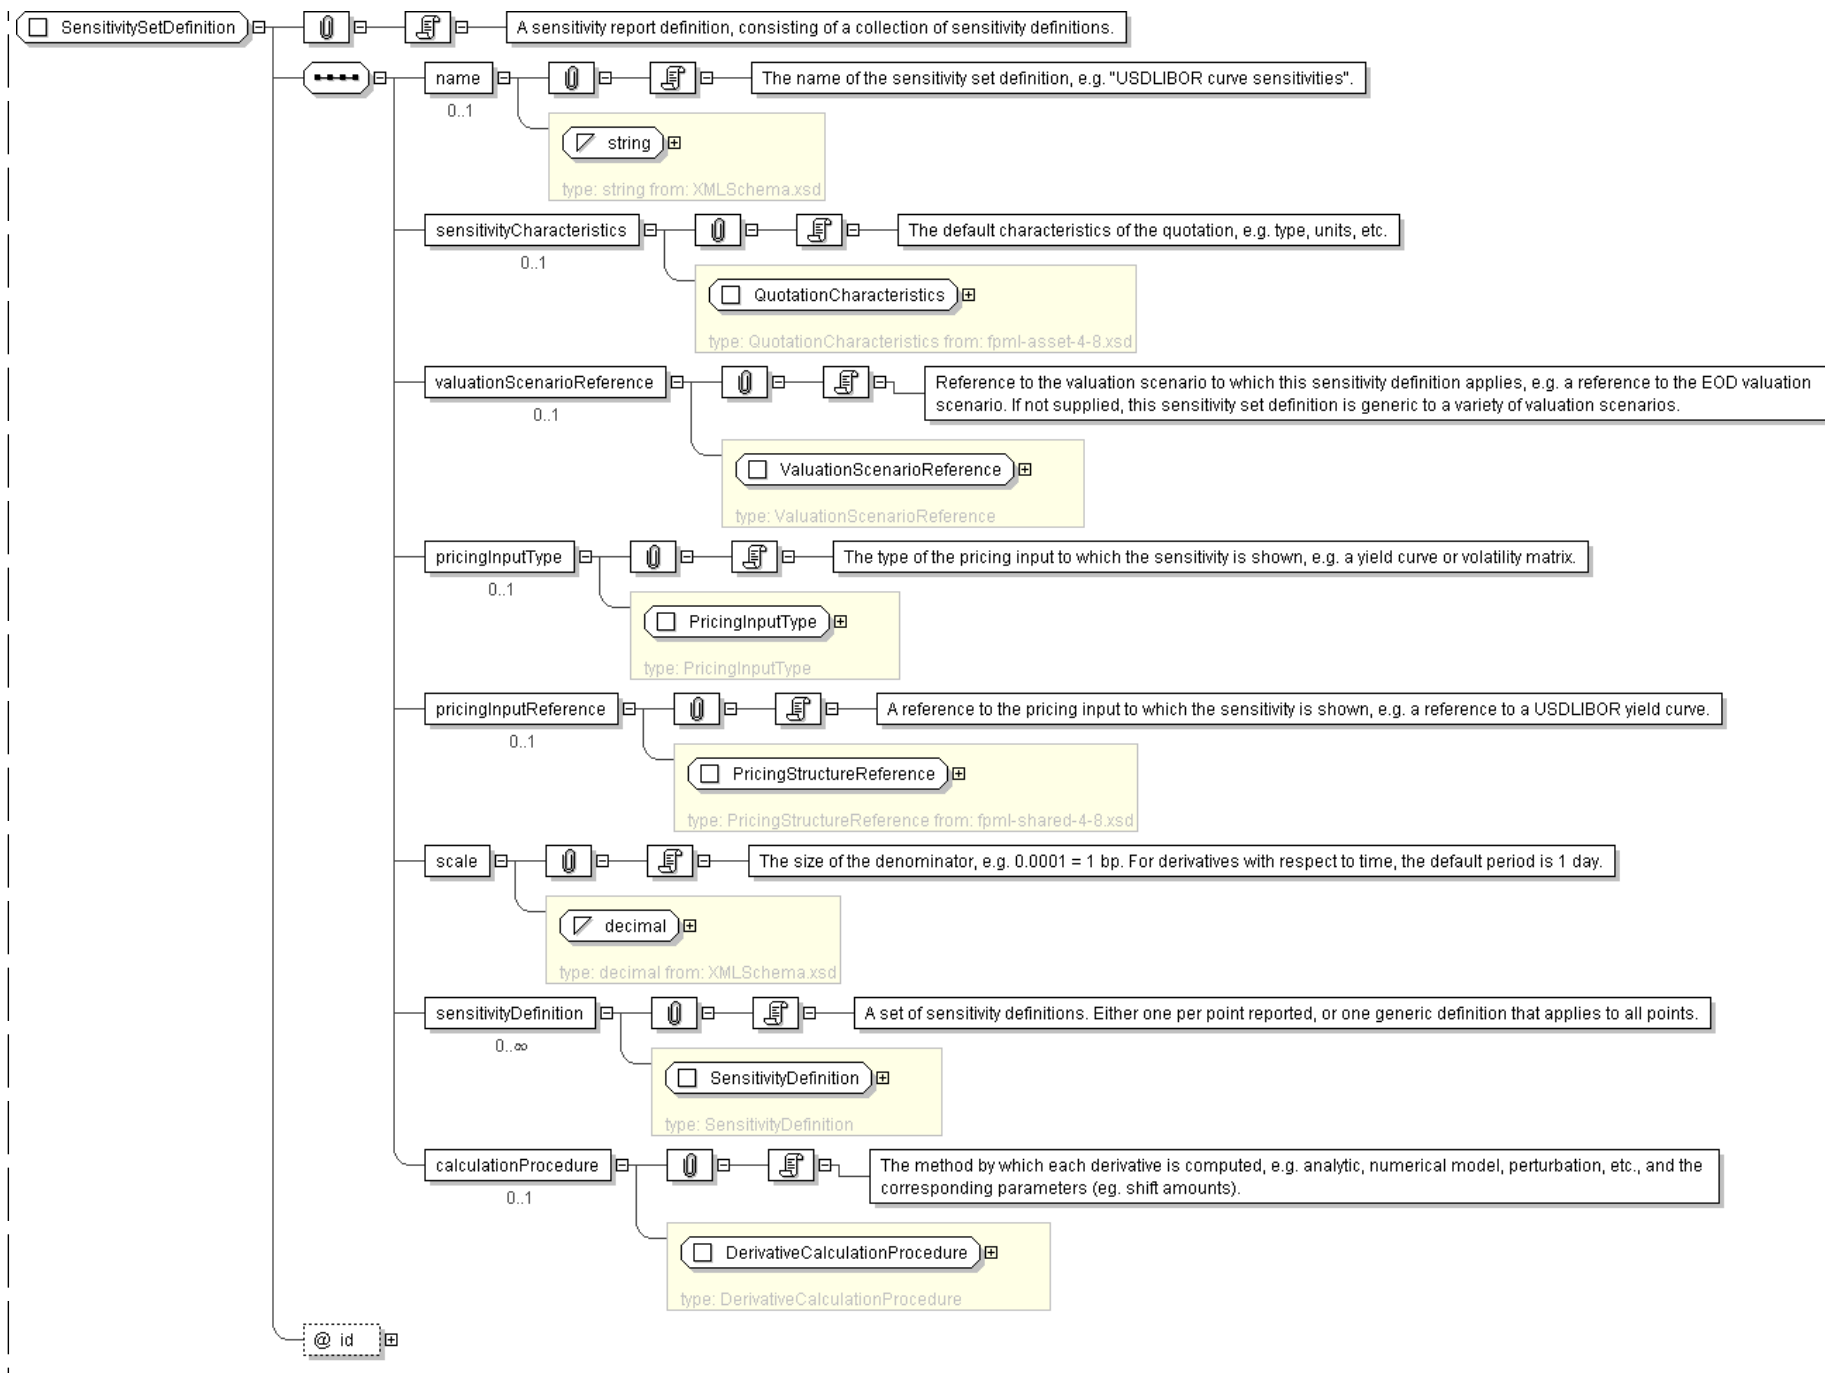 SensitivitySetDefinition
A sensitivity report definition, consisting of a collection of sensitivity definitions.
name
The name of the sensitivity set definition, e.g. "USDLIBOR curve sensitivities".
0..1
string
type: string from: XMLSchema.xsd
sensitivityCharacteristics
The default characteristics of the quotation, e.g. type, units, etc.
0..1
QuotationCharacteristics
type: QuotationCharacteristics from: fpml-asset-4-8.xsd
valuationScenarioReference
Reference to the valuation scenario to which this sensitivity definition applies, e.g. a reference to the EOD valuation
scenario. If not supplied, this sensitivity set definition is generic to a variety of valuation scenarios.
0..1
ValuationScenarioReference
type: ValuationScenarioReference
pricingInputType
The type of the pricing input to which the sensitivity is shown, e.g. a yield curve or volatility matrix.
0..1
PricingInputType
type: PricingInputType
pricingInputReference
A reference to the pricing input to which the sensitivity is shown, e.g. a reference to a USDLIBOR yield curve.
0..1
PricingStructureReference
type: PricingStructureReference from: fpml-shared-4-8.xsd
scale
The size of the denominator, e.g. 0.0001 = 1 bp. For derivatives with respect to time, the default period is 1 day.
decimal
type: decimal from: XMLSchema.xsd
sensitivityDefinition
A set of sensitivity definitions. Either one per point reported, or one generic definition that applies to all points.
0..∞
SensitivityDefinition
type: SensitivityDefinition
calculationProcedure
The method by which each derivative is computed, e.g. analytic, numerical model, perturbation, etc., and the
corresponding parameters (eg. shift amounts).
0..1
DerivativeCalculationProcedure
type: DerivativeCalculationProcedure
@ id